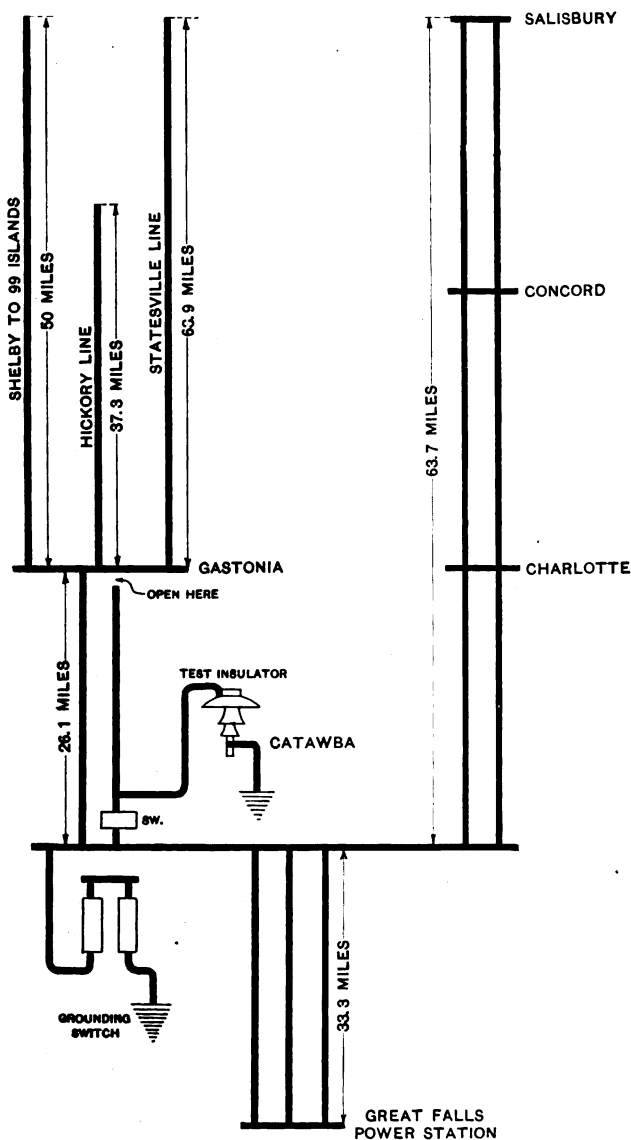 SALISBURY
SHELBY TO 99 ISLANDS
50 MILES
HICKORY LINE
37.3 MILES
STATESVILLE LINE
MILES
CONCORD
63.7 MILES
GASTONIA
CHARLOTTE
OPEN HERE
26.1 MILES
TEST INSULATOR
CATAWBA
SW.
GROUNDING
SWITCH
33.3 MILES
GREAT FALLS
POWER STATION